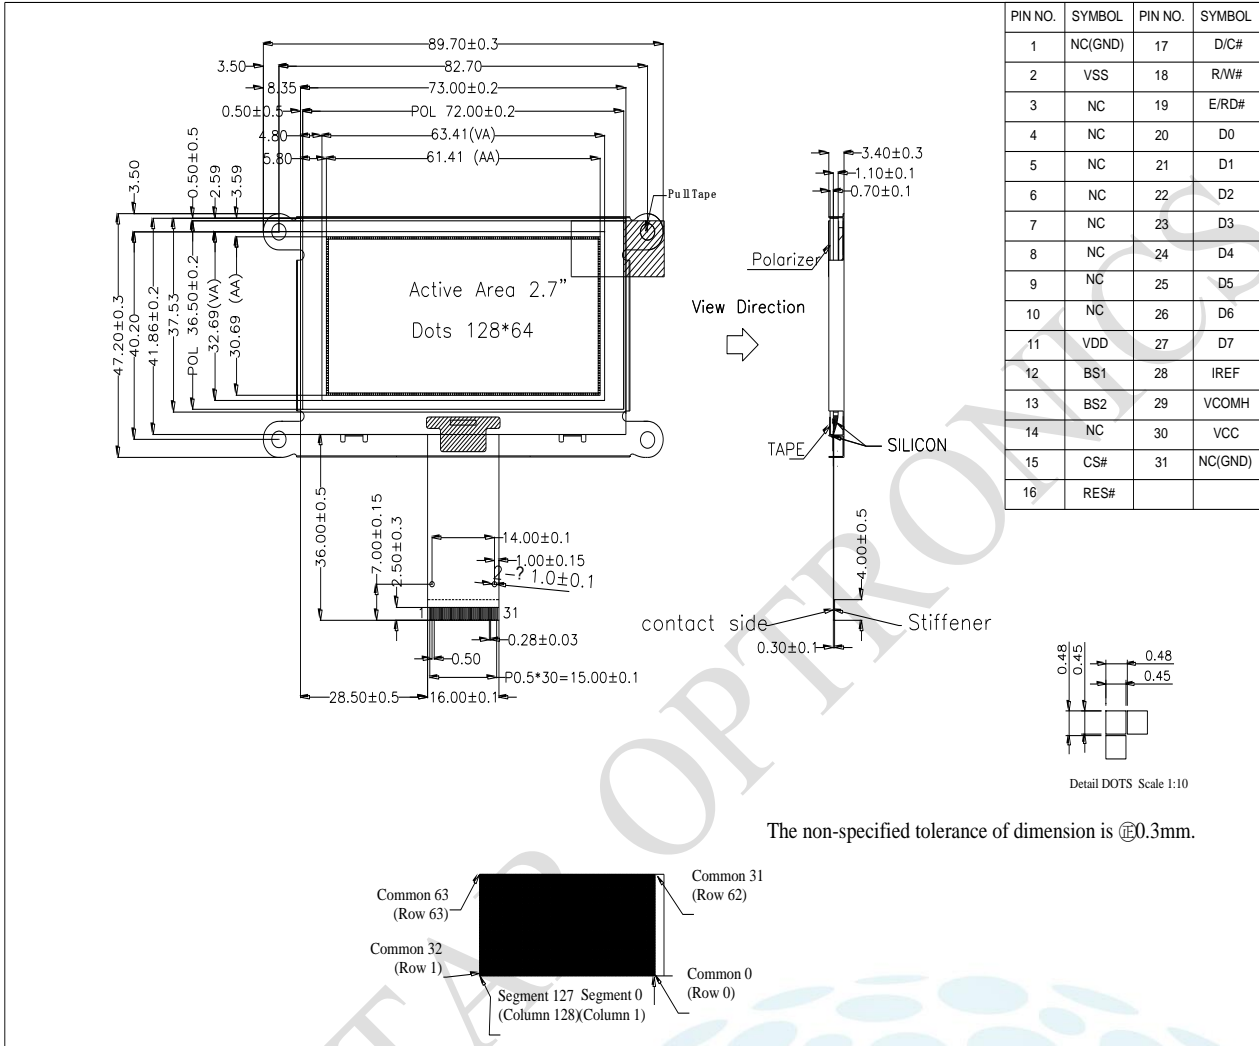 89.70±0.3
3.50
82.70
8.35
73.00±0.2
0.50±0.5
POL 72.00±0.2
4.80
63.41(VA)
5.80
61.41 (AA)
3.50
0.50±0.5
2.59
3.59
Pull Tape
47.20±0.3
40.20
41.86±0.2
37.53
POL 36.50±0.2
32.69(VA)
30.69 (AA)
Active Area 2.7”
Dots 128*64
3.40±0.3
1.10±0.1
0.70±0.1
Polarizer
View Direction
TAPE
SILICON
36.00±0.5
7.00±0.15
2.50±0.3
14.00±0.1
1.00±0.15
2-? 1.0±0.1
1
31
0.28±0.03
0.50
P0.5*30=15.00±0.1
28.50±0.5
16.00±0.1
4.00±0.5
contact side
Stiffener
0.30±0.1
PIN NO. SYMBOL PIN NO. SYMBOL
1 NC(GND) 17 D/C#
2 VSS 18 R/W#
3 NC 19 E/RD#
4 NC 20 D0
5 NC 21 D1
6 NC 22 D2
7 NC 23 D3
8 NC 24 D4
9 NC 25 D5
10 NC 26 D6
11 VDD 27 D7
12 BS1 28 IREF
13 BS2 29 VCOMH
14 NC 30 VCC
15 CS# 31 NC(GND)
16 RES#
0.48
0.45
0.48
0.45
Detail DOTS Scale 1:10
The non-specified tolerance of dimension is ㊣0.3mm.
Common 63
(Row 63)
Common 31
(Row 62)
Common 32
(Row 1)
Common 0
(Row 0)
Segment 127 Segment 0
(Column 128)(Column 1)
TAR OPTRONICS